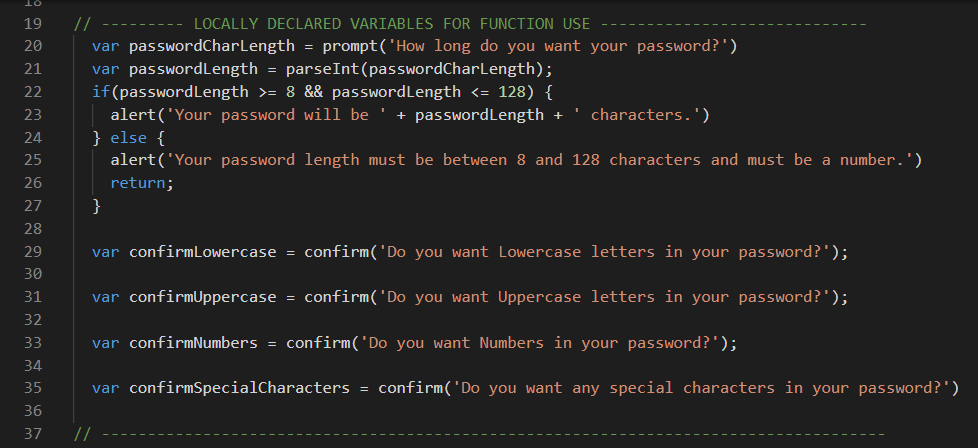 18
19 // --------- LOCALLY DECLARED VARIABLES FOR FUNCTION USE -----------------------------
20 var passwordCharLength = prompt('How long do you want your password?')
21 var passwordLength = parseInt(passwordCharLength);
22 if(passwordLength >= 8 && passwordLength <= 128) {
23 alert('Your password will be ' + passwordLength + ' characters.')
24 } else {
25 alert('Your password length must be between 8 and 128 characters and must be a number.')
26 return;
27 }
28
29 var confirmLowercase = confirm('Do you want Lowercase letters in your password?');
30
31 var confirmUppercase = confirm('Do you want Uppercase letters in your password?');
32
33 var confirmNumbers = confirm('Do you want Numbers in your password?');
34
35 var confirmSpecialCharacters = confirm('Do you want any special characters in your password?')
36
37 // -------------------------------------------------------------------------------------